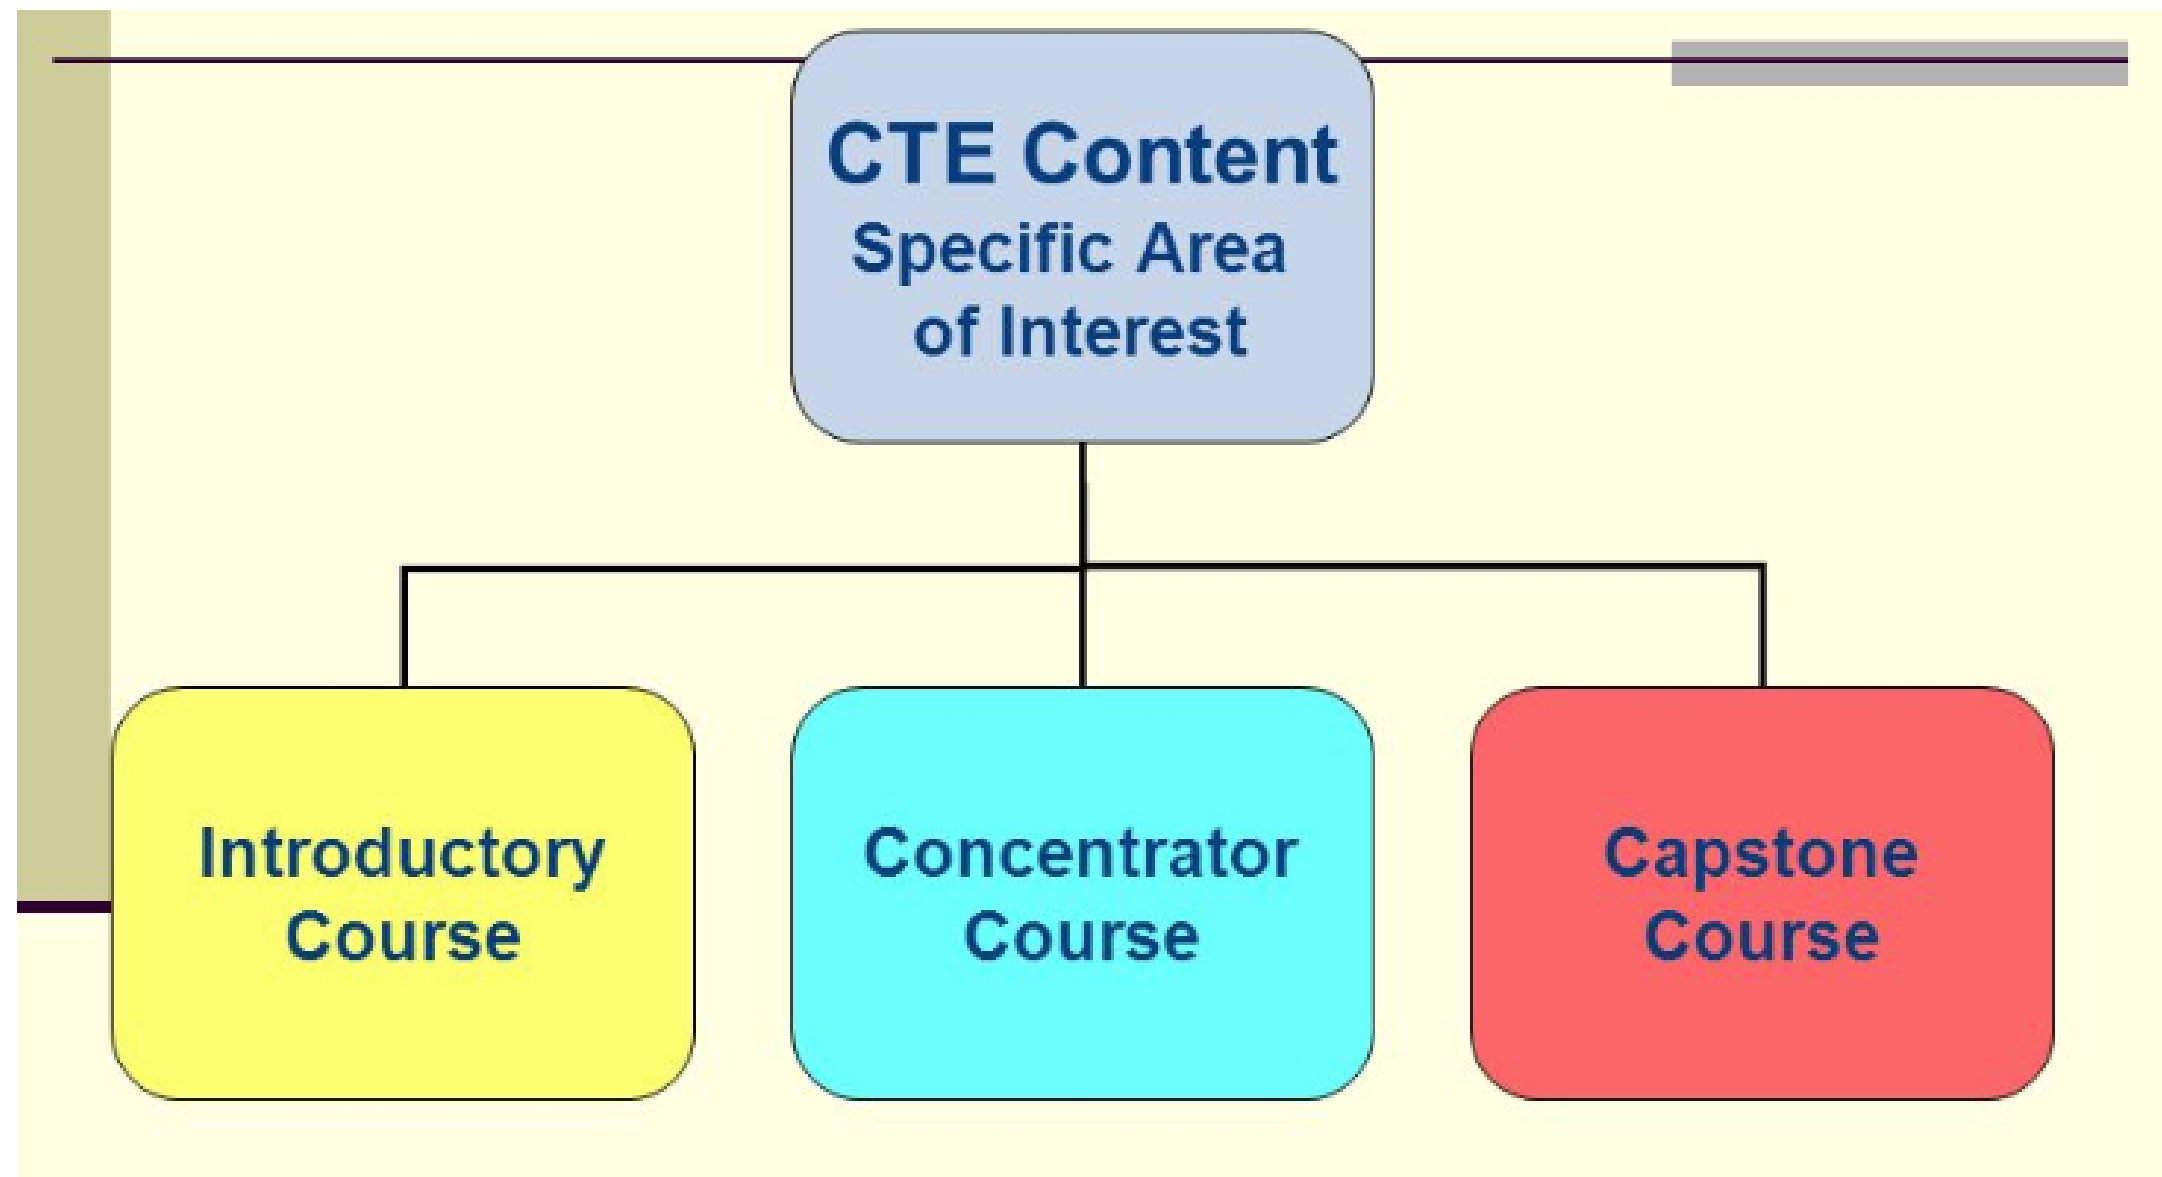 CTE Content
Specific Area
of Interest
Introductory
Course
Concentrator
Course
Capstone
Course